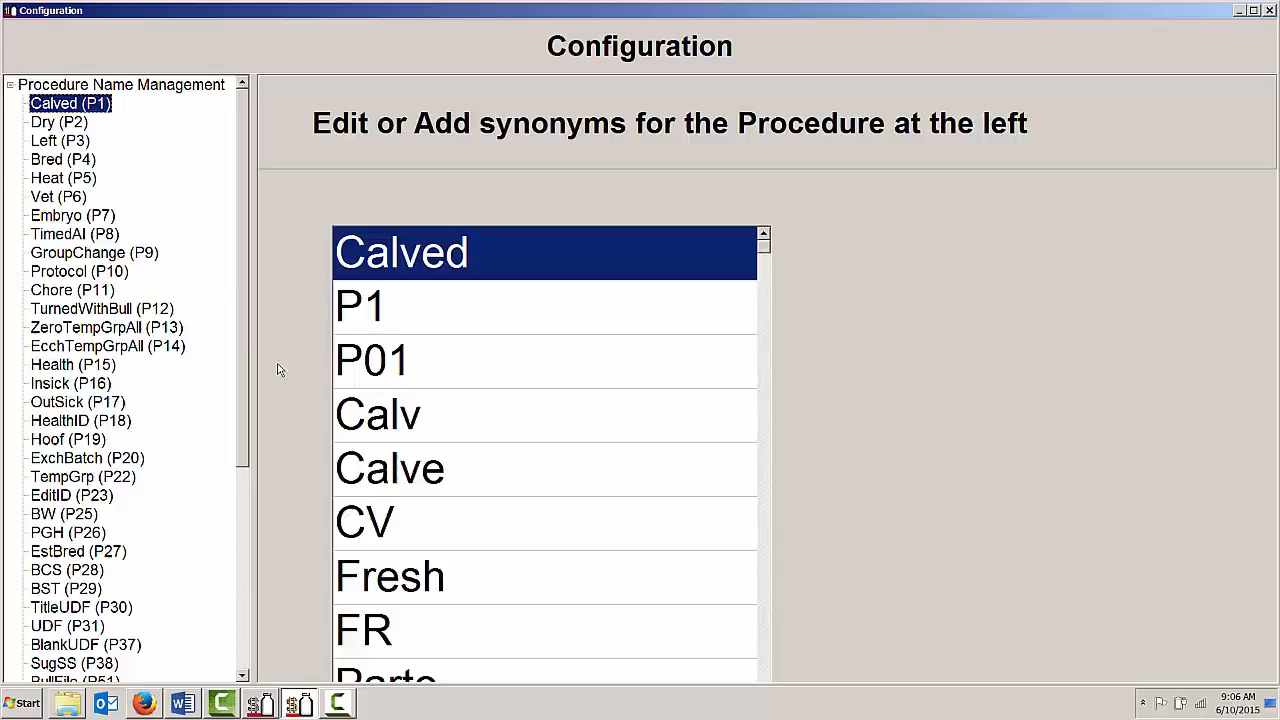 Configuration
Configuration
Procedure Name Management
Calved (P1)
Dry (P2)
Left (P3)
Bred (P4)
Heat (P5)
Vet (P6)
Embryo (P7)
TimedAI (P8)
GroupChange (P9)
Protocol (P10)
Chore (P11)
TurnedWithBull (P12)
ZeroTempGrpAll (P13)
EcchTempGrpAll (P14)
Health (P15)
Insick (P16)
OutSick (P17)
HealthID (P18)
Hoof (P19)
ExchBatch (P20)
TempGrp (P22)
EditID (P23)
BW (P25)
PGH (P26)
EstBred (P27)
BCS (P28)
BST (P29)
TitleUDF (P30)
UDF (P31)
BlankUDF (P37)
SugSS (P38)
BullFile (P51)
Edit or Add synonyms for the Procedure at the left
Calved
P1
P01
Calv
Calve
CV
Fresh
FR
Parto
Start
9:06 AM
6/10/2015